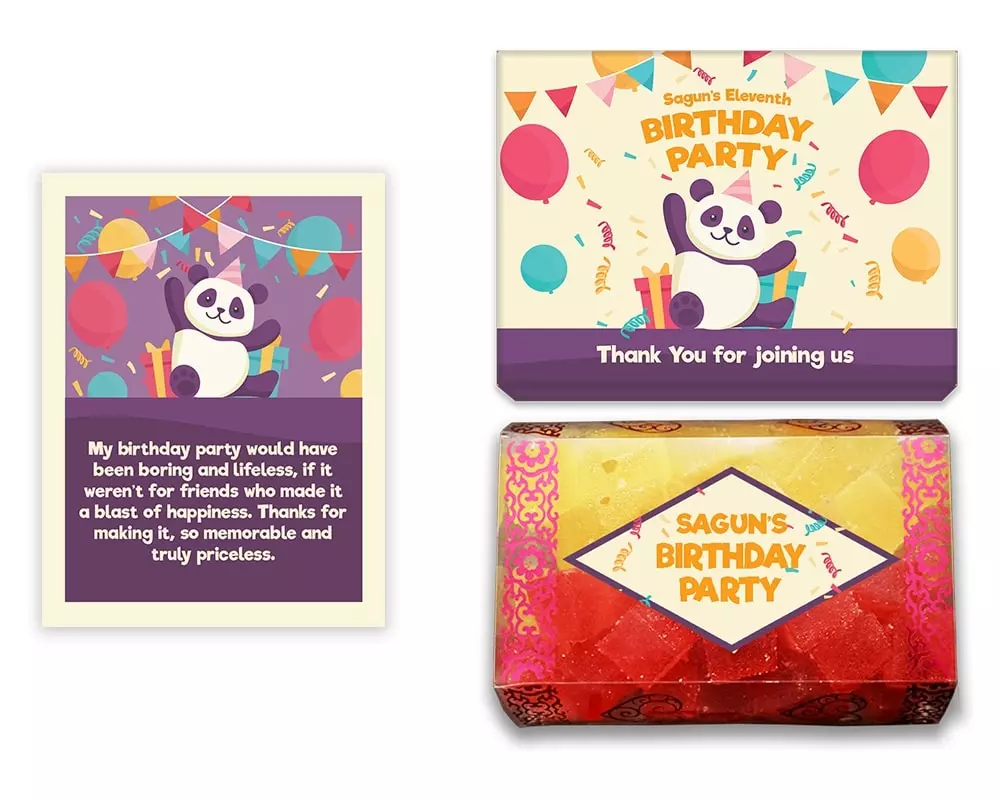 My birthday party would have
been boring and lifeless, if it
weren't for friends who made it
a blast of happiness. Thanks for
making it, so memorable and
truly priceless.
Sagun's Eleventh
BIRTHDAY
PARTY
Thank You for joining us
SAGUN'S
BIRTHDAY
PARTY